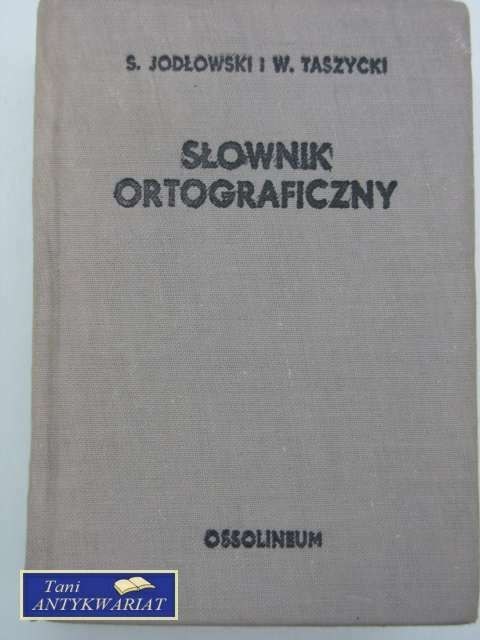 S. JODŁOWSKI I W. TASZYCKI
SŁOWNIK
ORTOGRAFICZNY
OSSOLINEUM
Tani
ANTYKWARIAT